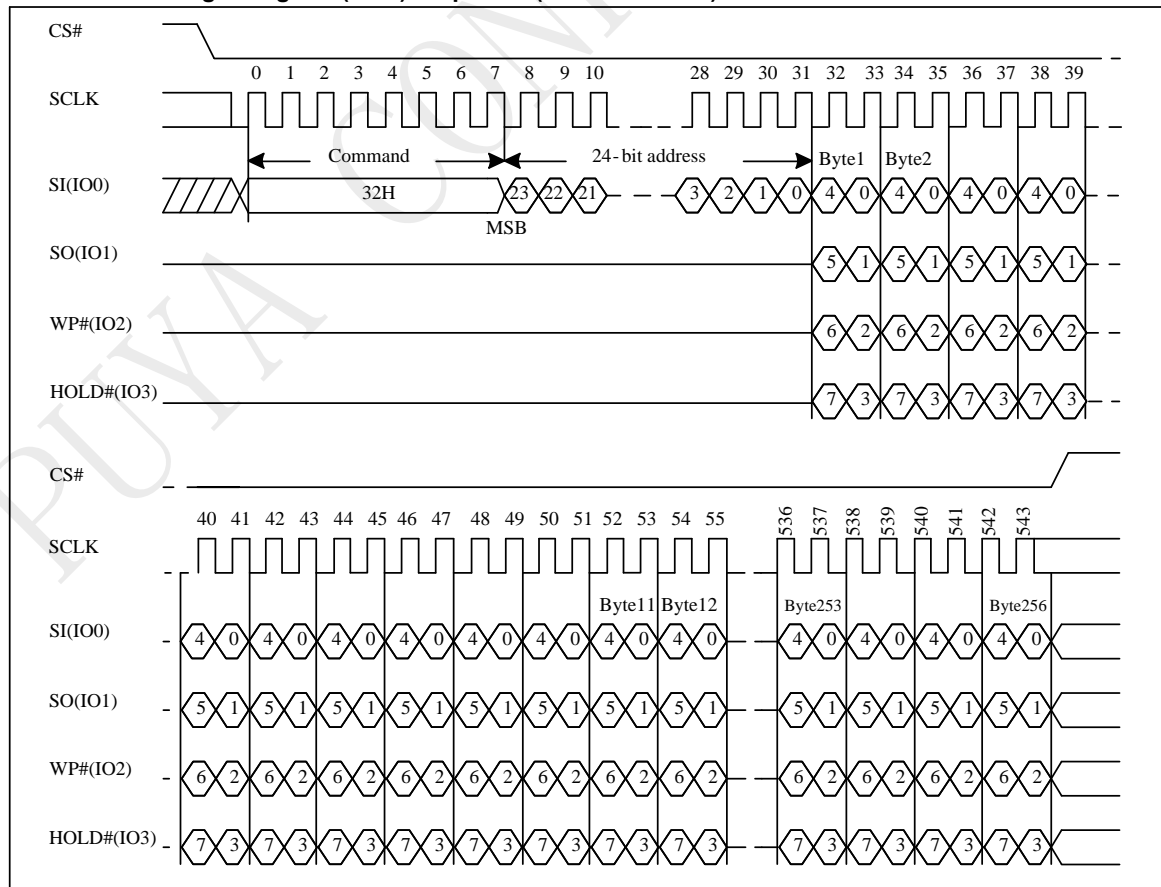 CS#
0 1 2 3 4 5 6 7 8 9 10 28 29 30 31 32 33 34 35 36 37 38 39
SCLK
Command 24-bit address Byte1 Byte2
SI(IO0) 32H 23 22 21 3 2 1 0 4 0 4 0 4 0 4 0
MSB
SO(IO1) 5 1 5 1 5 1 5 1
WP#(IO2) 6 2 6 2 6 2 6 2
HOLD#(IO3) 7 3 7 3 7 3 7 3
CS#
40 41 42 43 44 45 46 47 48 49 50 51 52 53 54 55 536 537 538 539 540 541 542 543
SCLK
Byte11 Byte12 Byte253 Byte256
SI(IO0) 4 0 4 0 4 0 4 0 4 0 4 0 4 0 4 0 4 0 4 0 4 0 4 0
SO(IO1) 5 1 5 1 5 1 5 1 5 1 5 1 5 1 5 1 5 1 5 1 5 1 5 1
WP#(IO2) 6 2 6 2 6 2 6 2 6 2 6 2 6 2 6 2 6 2 6 2 6 2 6 2
HOLD#(IO3) 7 3 7 3 7 3 7 3 7 3 7 3 7 3 7 3 7 3 7 3 7 3 7 3
PUYA